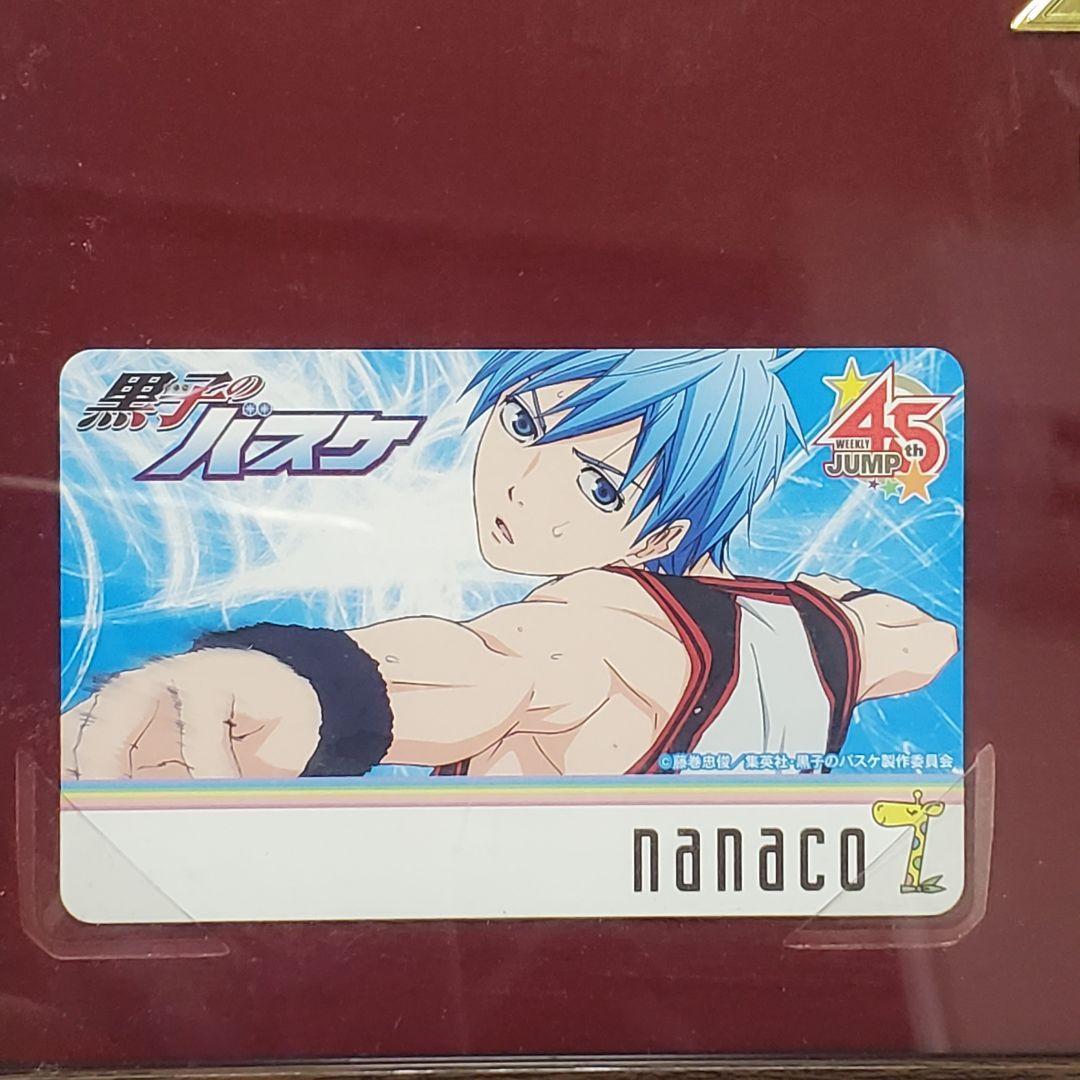 黒子の
バスケ
45th
WEEKLY
JUMP
©藤巻忠俊/集英社・黒子のバスケ製作委員会
nanaco